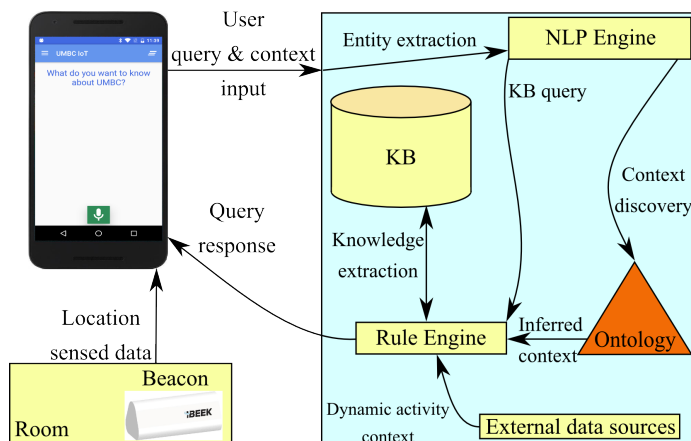 User
query & context
input
11:39
UMBC IoT
What do you want to know
about UMBC?
Entity extraction
NLP Engine
KB query
KB
Context
discovery
Query
response
Knowledge
extraction
Location
sensed data
Rule Engine
Inferred
context
Ontology
Beacon
BEEK
Room
Dynamic activity
context
External data sources